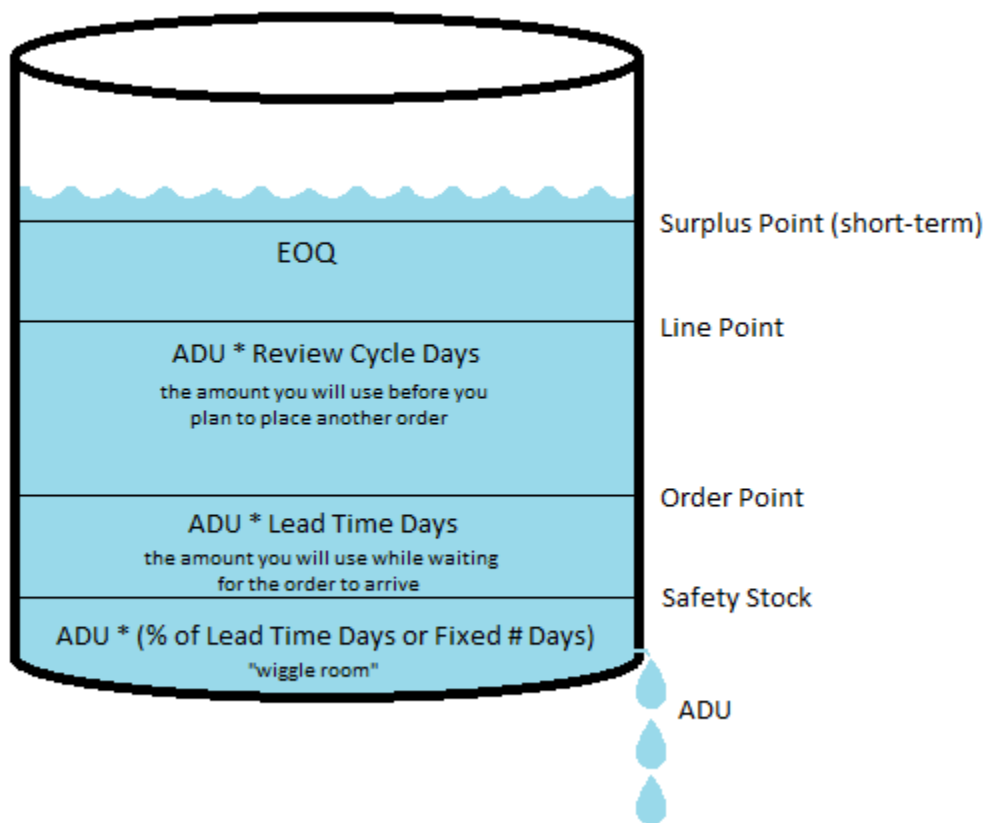 Surplus Point (short-term)
EOQ
Line Point
ADU * Review Cycle Days
the amount you will use before you
plan to place another order
Order Point
ADU * Lead Time Days
the amount you will use while waiting
for the order to arrive
Safety Stock
ADU * (% of Lead Time Days or Fixed # Days)
"wiggle room"
ADU